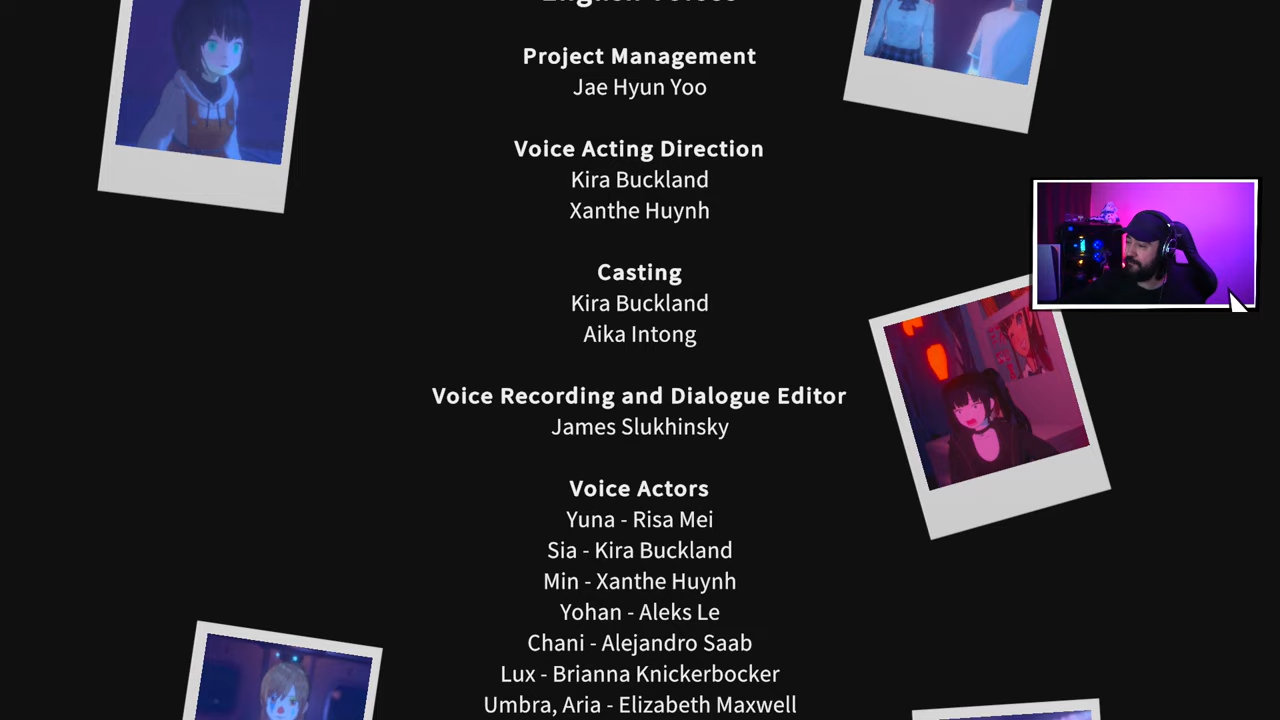 English Voices
Project Management
Jae Hyun Yoo
Voice Acting Direction
Kira Buckland
Xanthe Huynh
Casting
Kira Buckland
Aika Intong
Voice Recording and Dialogue Editor
James Slukhinsky
Voice Actors
Yuna - Risa Mei
Sia - Kira Buckland
Min - Xanthe Huynh
Yohan - Aleks Le
Chani - Alejandro Saab
Lux - Brianna Knickerbocker
Umbra, Aria - Elizabeth Maxwell